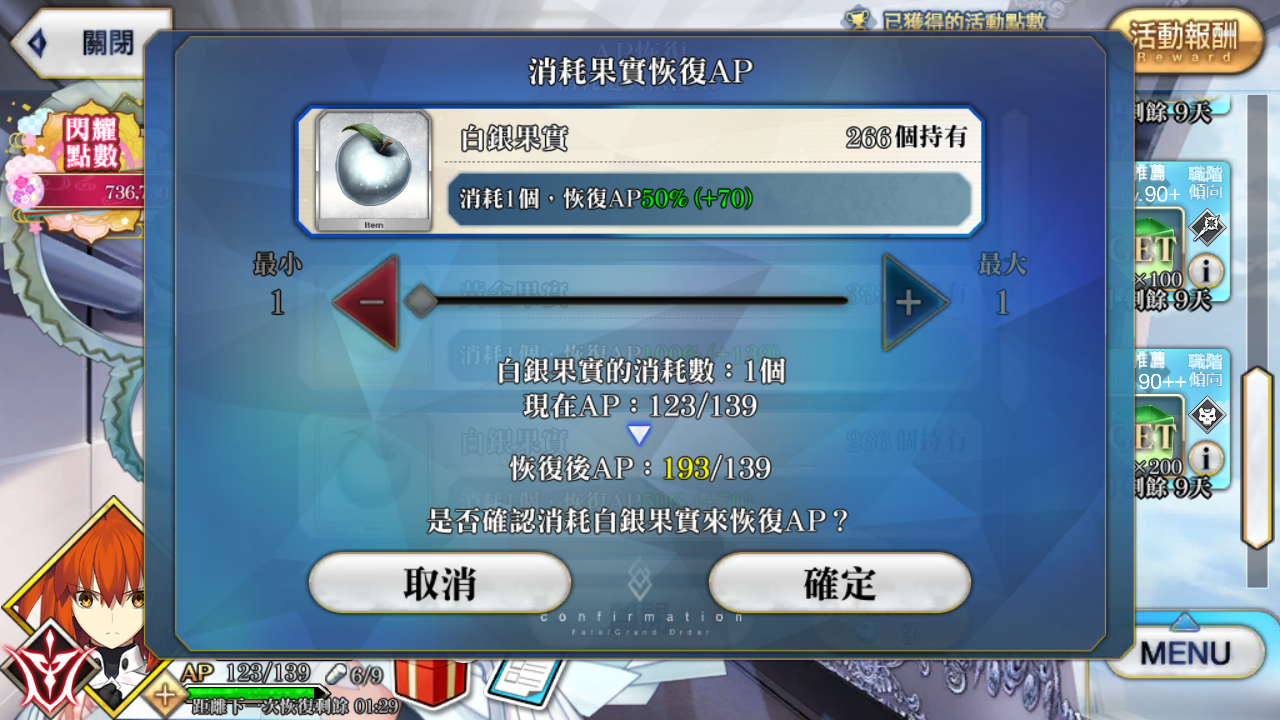 已獲得的活動點數
關閉
活動報酬
Reward
消耗果實恢復AP
白銀果實
266個持有
消耗1個，恢復AP50% (+70)
Item
閃耀
點數
736,730
剩餘 9天
最小
1
最大
1
白銀果實的消耗數：1個
現在AP：123/139
恢復後AP：193/139
是否確認消耗白銀果實來恢復AP？
取消
確定
confirmation
Fate/Grand Order
職階
90+ 傾向
×100
剩餘 9天
職階
90++ 傾向
×200
剩餘 9天
MENU
AP 123/139 6/9
距離下一次恢復剩餘 01:29